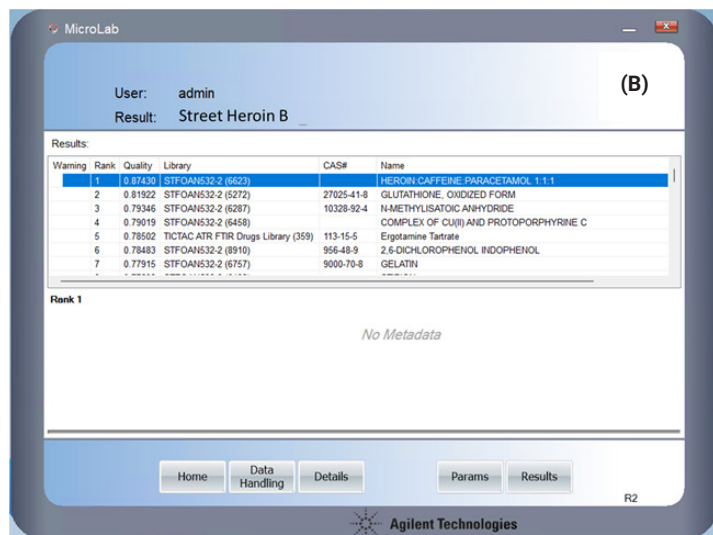 MicroLab
(B)
User: admin
Result: Street Heroin B _
Results:
Warning Rank Quality Library CAS# Name
1 0.87430 STFOAN532-2 (6623) HEROIN:CAFFEINE:PARACETAMOL 1:1:1
2 0.81922 STFOAN532-2 (5272) 27025-41-8 GLUTATHIONE, OXIDIZED FORM
3 0.79346 STFOAN532-2 (6287) 10328-92-4 N-METHYLISATOIC ANHYDRIDE
4 0.79019 STFOAN532-2 (6458) COMPLEX OF CU(II) AND PROTOPORPHYRINE C
5 0.78502 TICTAC ATR FTIR Drugs Library (359) 113-15-5 Ergotamine Tartrate
6 0.78483 STFOAN532-2 (8910) 956-48-9 2,6-DICHLOROPHENOL INDOPHENOL
7 0.77915 STFOAN532-2 (6757) 9000-70-8 GELATIN
Rank 1
No Metadata
Home Data Handling Details Params Results
R2
Agilent Technologies